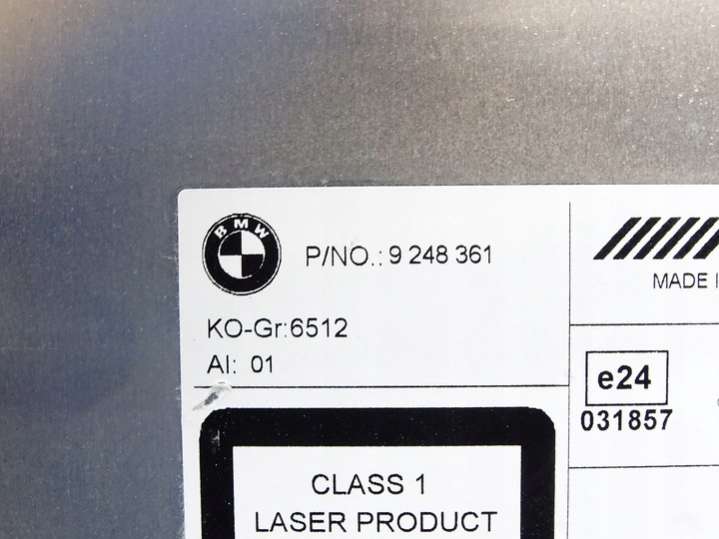 BMW
P/NO.: 9 248 361
KO-Gr:6512
AI: 01
MADE I
e24
031857
CLASS 1
LASER PRODUCT